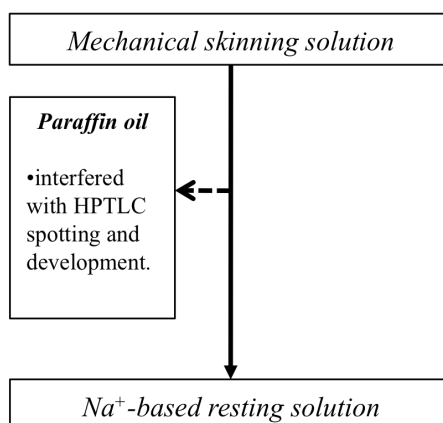 Mechanical skinning solution
Paraffin oil
•interfered
with HPTLC
spotting and
development.
Na⁺-based resting solution